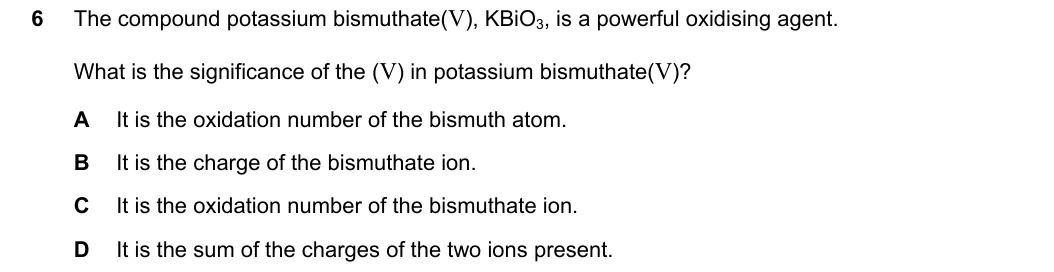 6 The compound potassium bismuthate(V), KBiO₃, is a powerful oxidising agent.
What is the significance of the (V) in potassium bismuthate(V)?
A It is the oxidation number of the bismuth atom.
B It is the charge of the bismuthate ion.
C It is the oxidation number of the bismuthate ion.
D It is the sum of the charges of the two ions present.